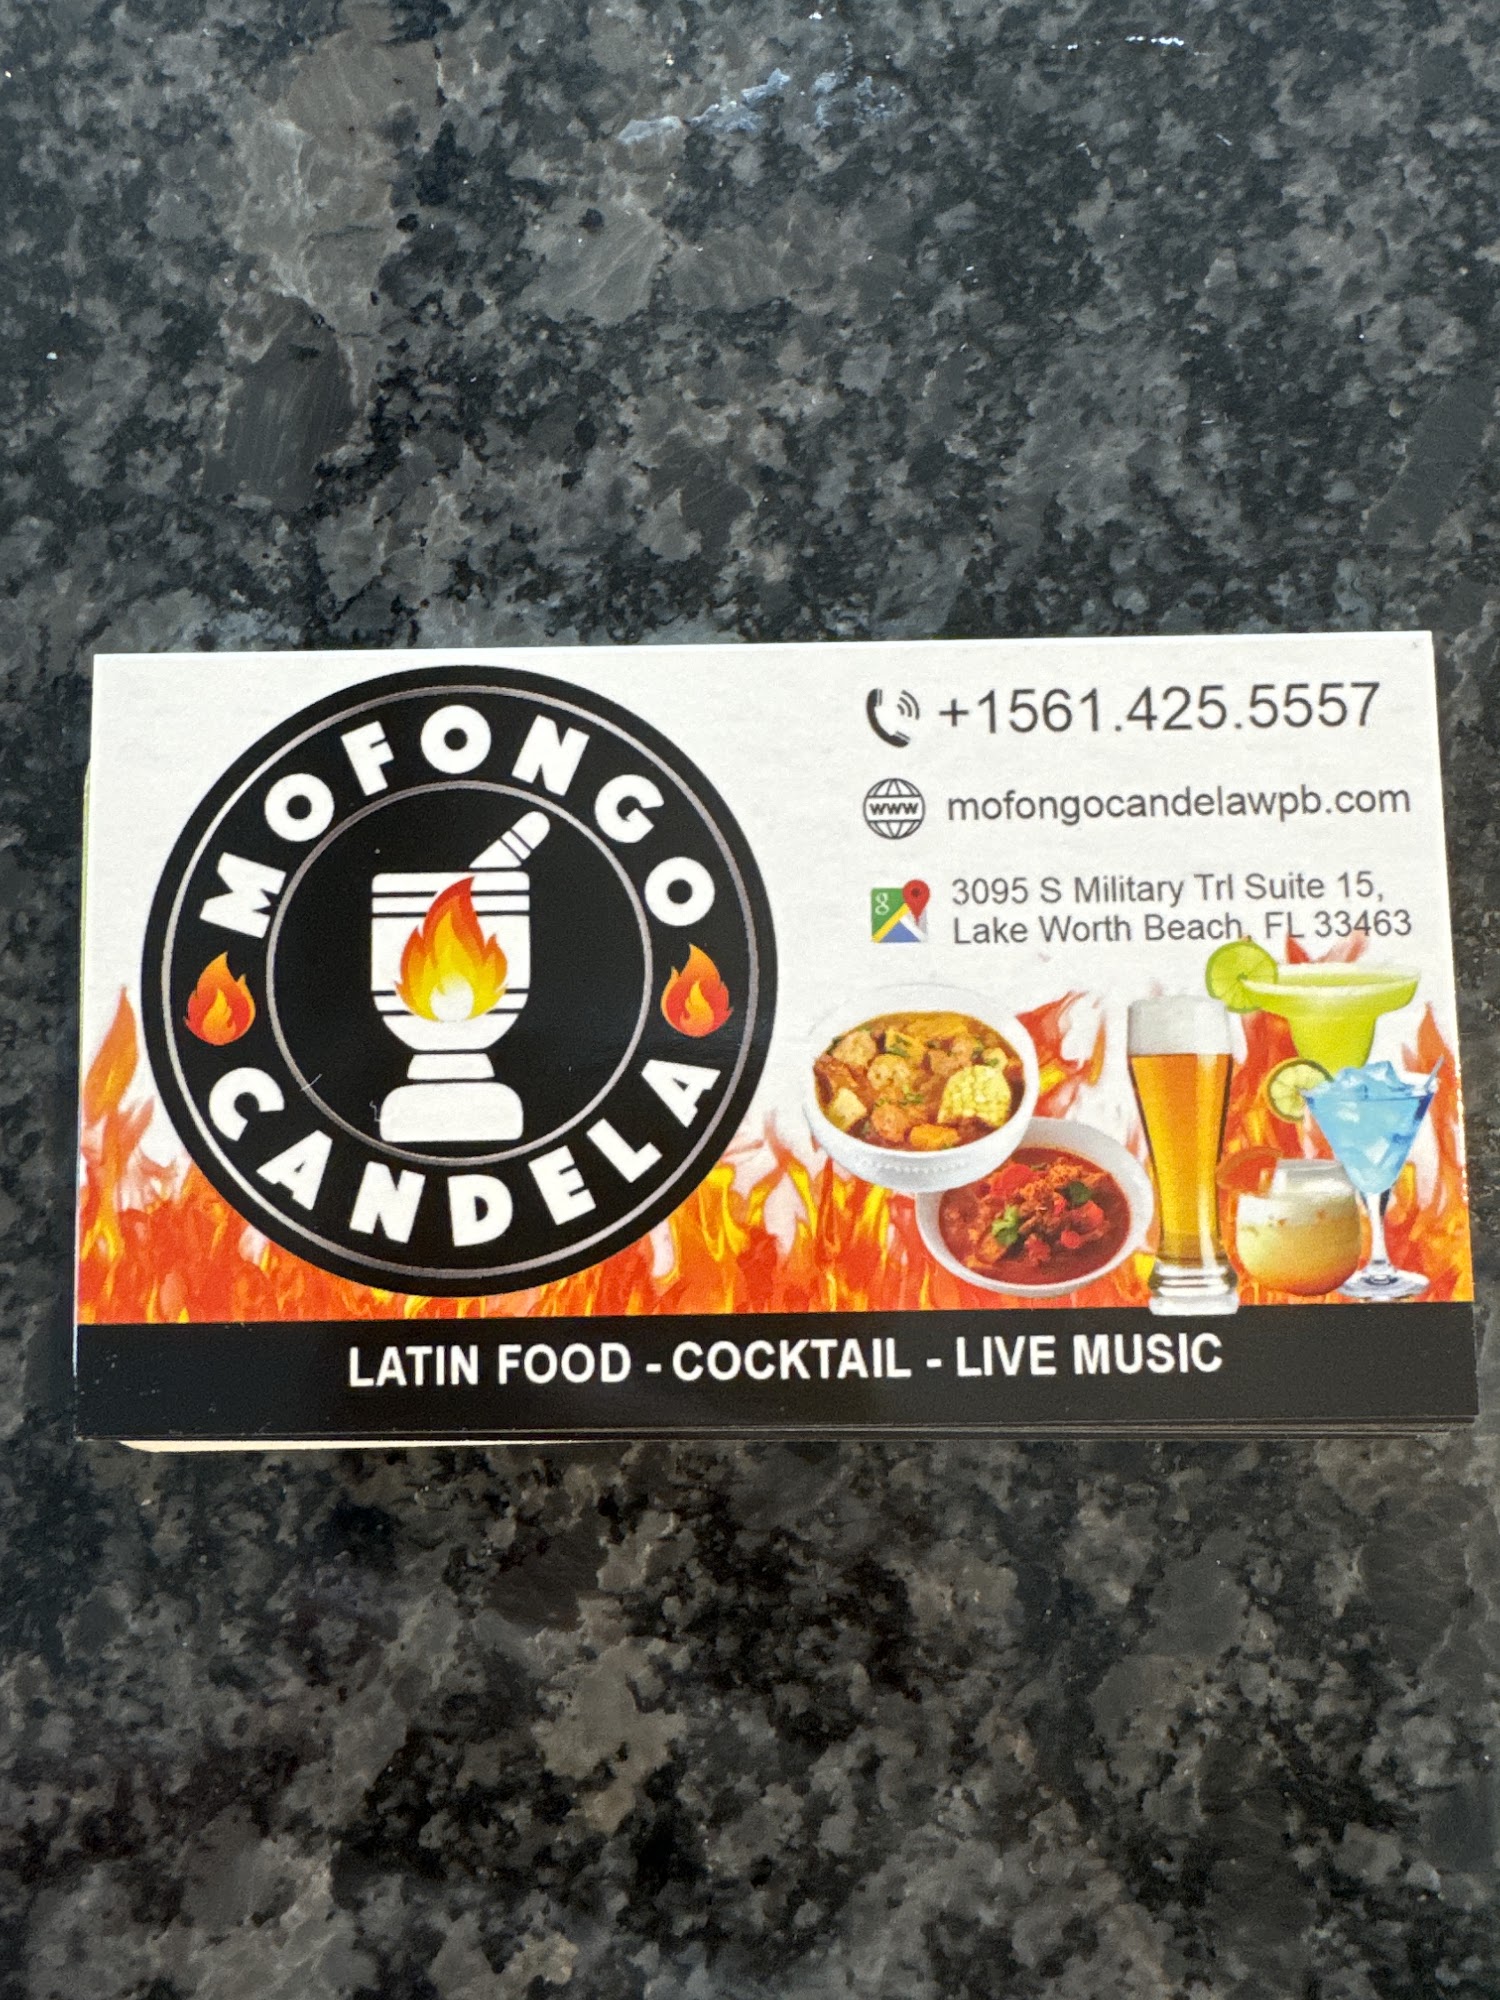 MOFONGO
CANDELA
+1561.425.5557
www
mofongocandelawpb.com
g
3095 S Military Trl Suite 15,
Lake Worth Beach, FL 33463
LATIN FOOD - COCKTAIL - LIVE MUSIC